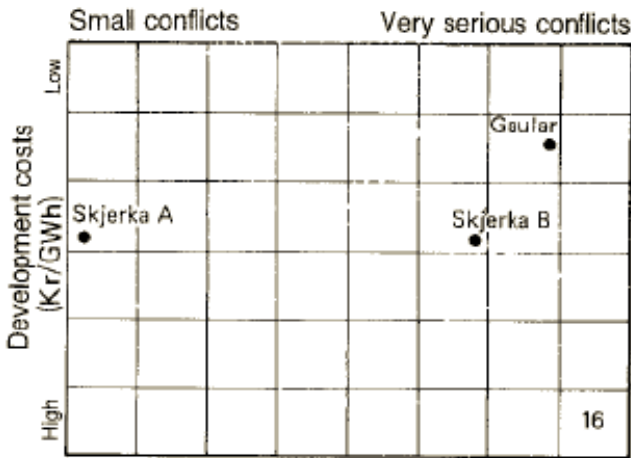 Small conflicts
Very serious conflicts
Low
Gaular
Skjerka A
Skjerka B
Development costs
(Kr/GWh)
High
16